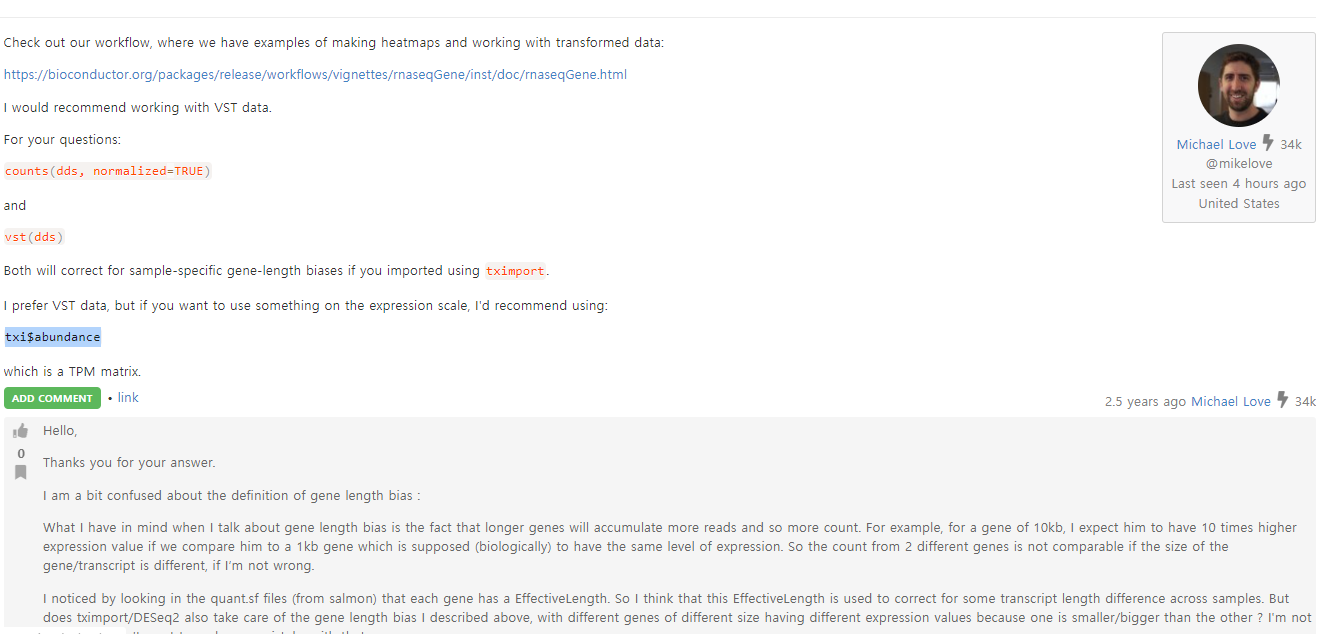 Check out our workflow, where we have examples of making heatmaps and working with transformed data:
https://bioconductor.org/packages/release/workflows/vignettes/rnaseqGene/inst/doc/rnaseqGene.html
I would recommend working with VST data.
For your questions:
counts(dds, normalized=TRUE)
and
vst(dds)
Both will correct for sample-specific gene-length biases if you imported using tximport.
I prefer VST data, but if you want to use something on the expression scale, I'd recommend using:
txi$abundance
which is a TPM matrix.
Michael Love 34k
@mikelove
Last seen 4 hours ago
United States
ADD COMMENT • link
2.5 years ago Michael Love 34k
0
Hello,
Thanks you for your answer.
I am a bit confused about the definition of gene length bias :
What I have in mind when I talk about gene length bias is the fact that longer genes will accumulate more reads and so more count. For example, for a gene of 10kb, I expect him to have 10 times higher
expression value if we compare him to a 1kb gene which is supposed (biologically) to have the same level of expression. So the count from 2 different genes is not comparable if the size of the
gene/transcript is different, if I'm not wrong.
I noticed by looking in the quant.sf files (from salmon) that each gene has a EffectiveLength. So I think that this EffectiveLength is used to correct for some transcript length difference across samples. But
does tximport/DESeq2 also take care of the gene length bias I described above, with different genes of different size having different expression values because one is smaller/bigger than the other ? I'm not